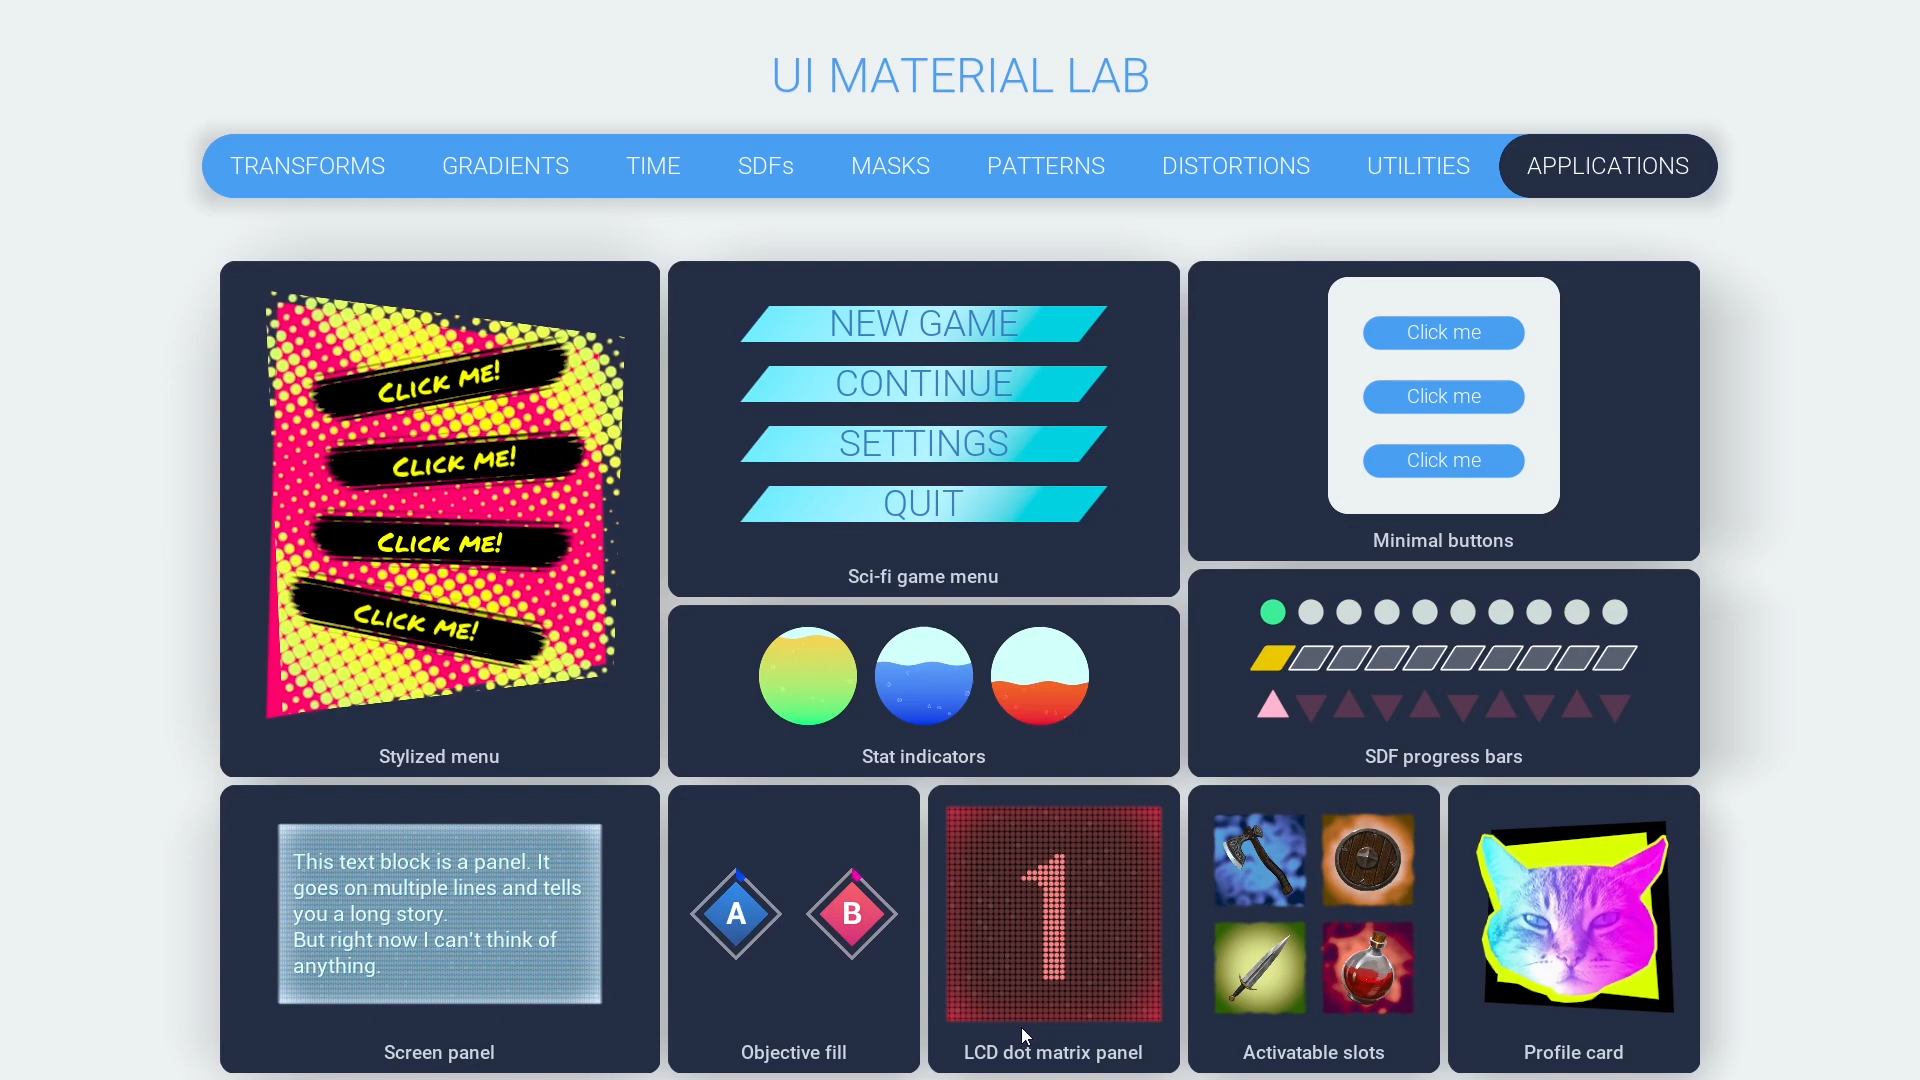 UI MATERIAL LAB
TRANSFORMS GRADIENTS TIME SDFs MASKS PATTERNS DISTORTIONS UTILITIES APPLICATIONS
CLICK ME!
CLICK ME!
CLICK ME!
CLICK ME!
Stylized menu
NEW GAME
CONTINUE
SETTINGS
QUIT
Sci-fi game menu
Click me
Click me
Click me
Minimal buttons
Stat indicators
SDF progress bars
This text block is a panel. It
goes on multiple lines and tells
you a long story.
But right now I can't think of
anything.
Screen panel
A B
Objective fill
1
LCD dot matrix panel
Activatable slots
Profile card